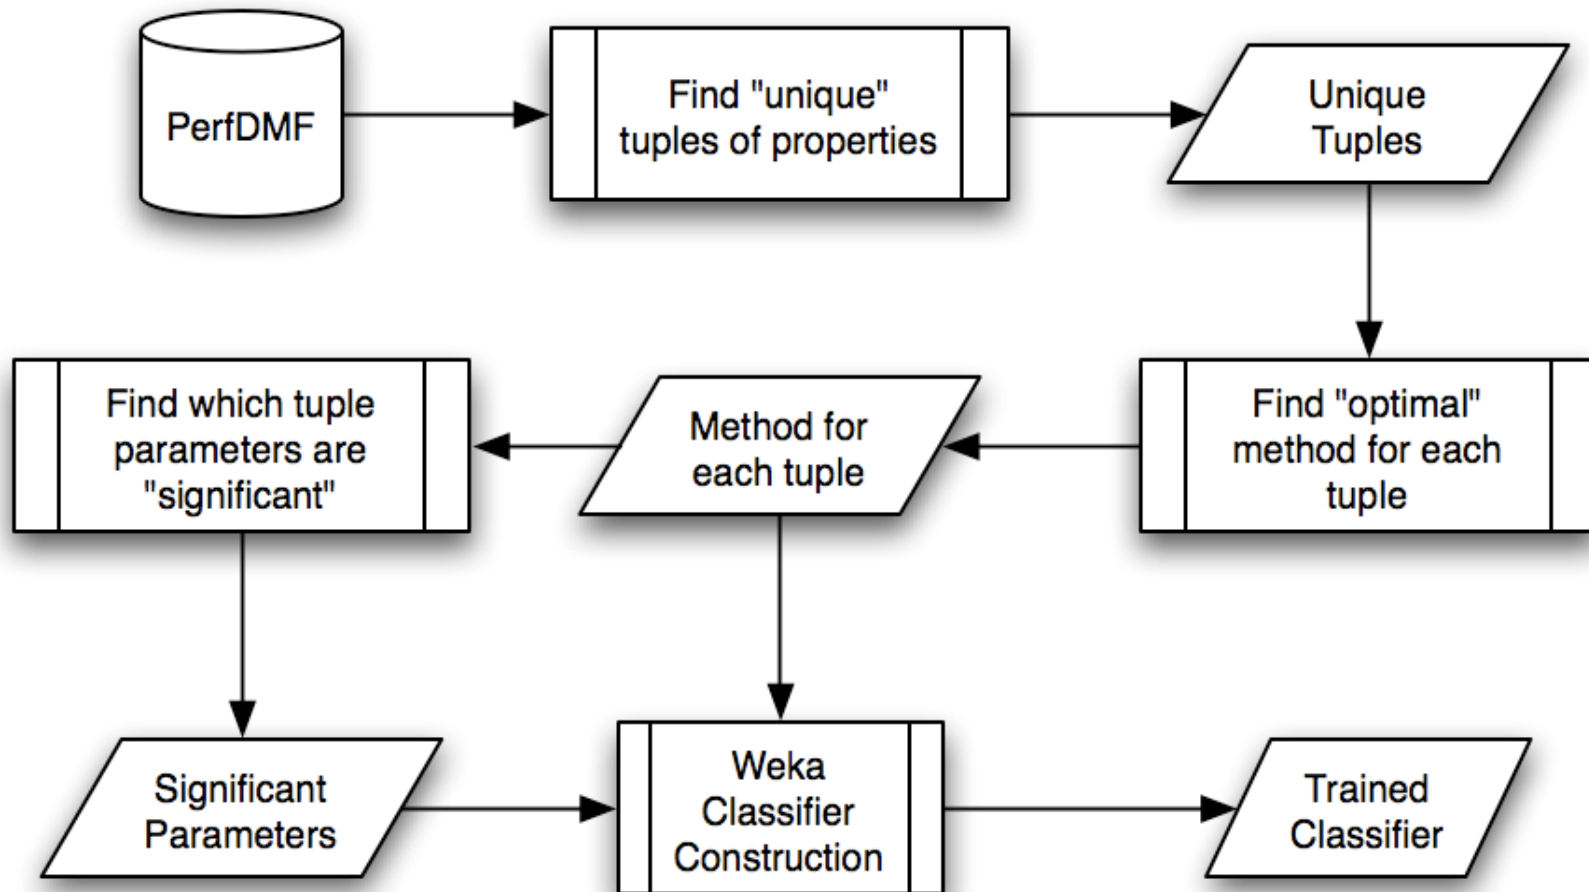 PerfDMF
Find "unique"
tuples of properties
Unique
Tuples
Find which tuple
parameters are
"significant"
Method for
each tuple
Find "optimal"
method for each
tuple
Significant
Parameters
Weka
Classifier
Construction
Trained
Classifier